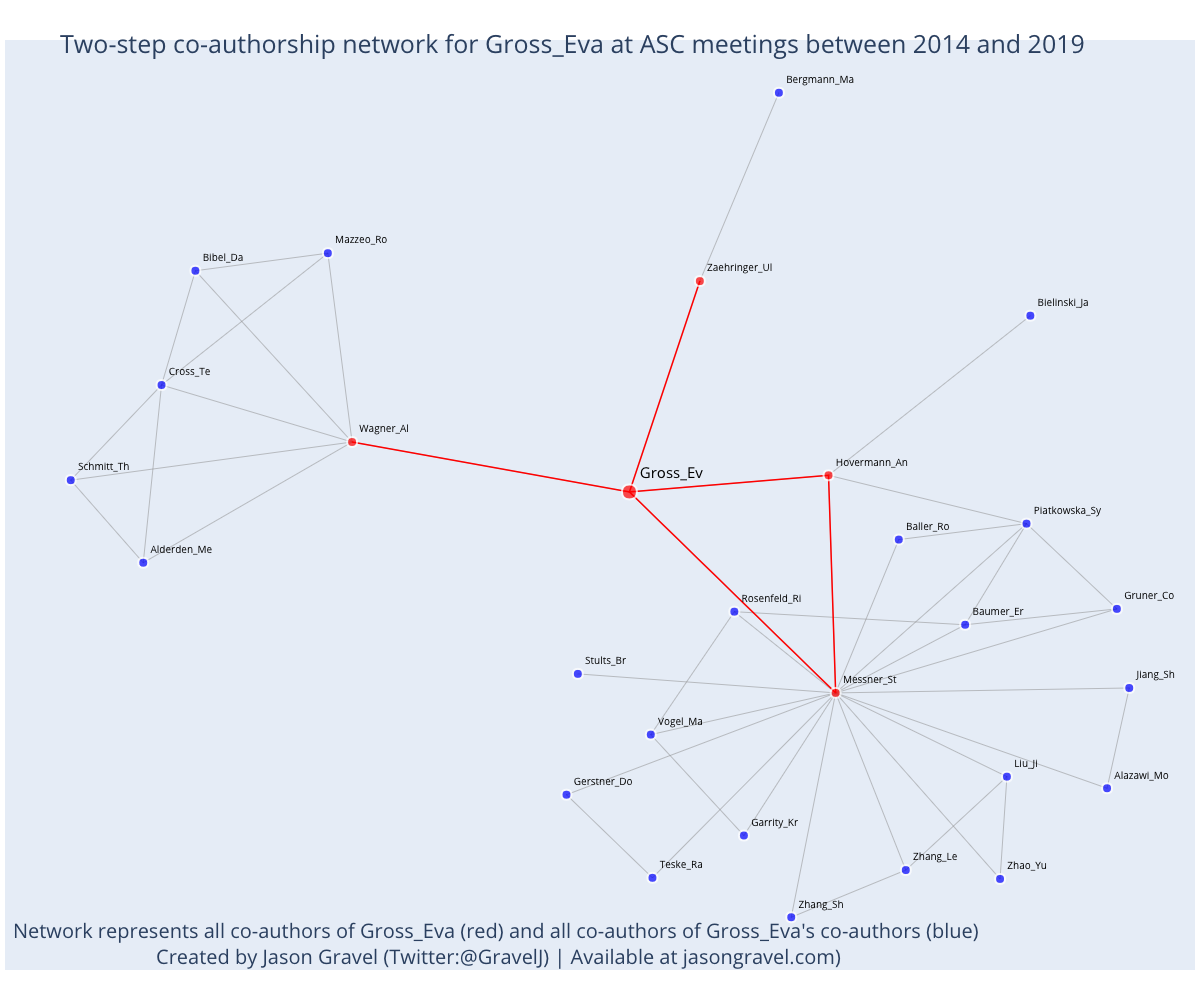 Two-step co-authorship network for Gross_Eva at ASC meetings between 2014 and 2019
Bergmann_Ma
Mazzeo_Ro
Bibel_Da
Zaehringer_Ul
Bielinski_Ja
Cross_Te
Wagner_Al
Hovermann_An
Schmitt_Th
Gross_Ev
Piatkowska_Sy
Baller_Ro
Alderden_Me
Gruner_Co
Rosenfeld_Ri
Baumer_Er
Stults_Br
Messner_St
Jiang_Sh
Vogel_Ma
Liu_Ji
Gerstner_Do
Alazawi_Mo
Garrity_Kr
Zhang_Le
Teske_Ra
Zhao_Yu
Zhang_Sh
Network represents all co-authors of Gross_Eva (red) and all co-authors of Gross_Eva's co-authors (blue)
Created by Jason Gravel (Twitter:@GravelJ) | Available at jasongravel.com)